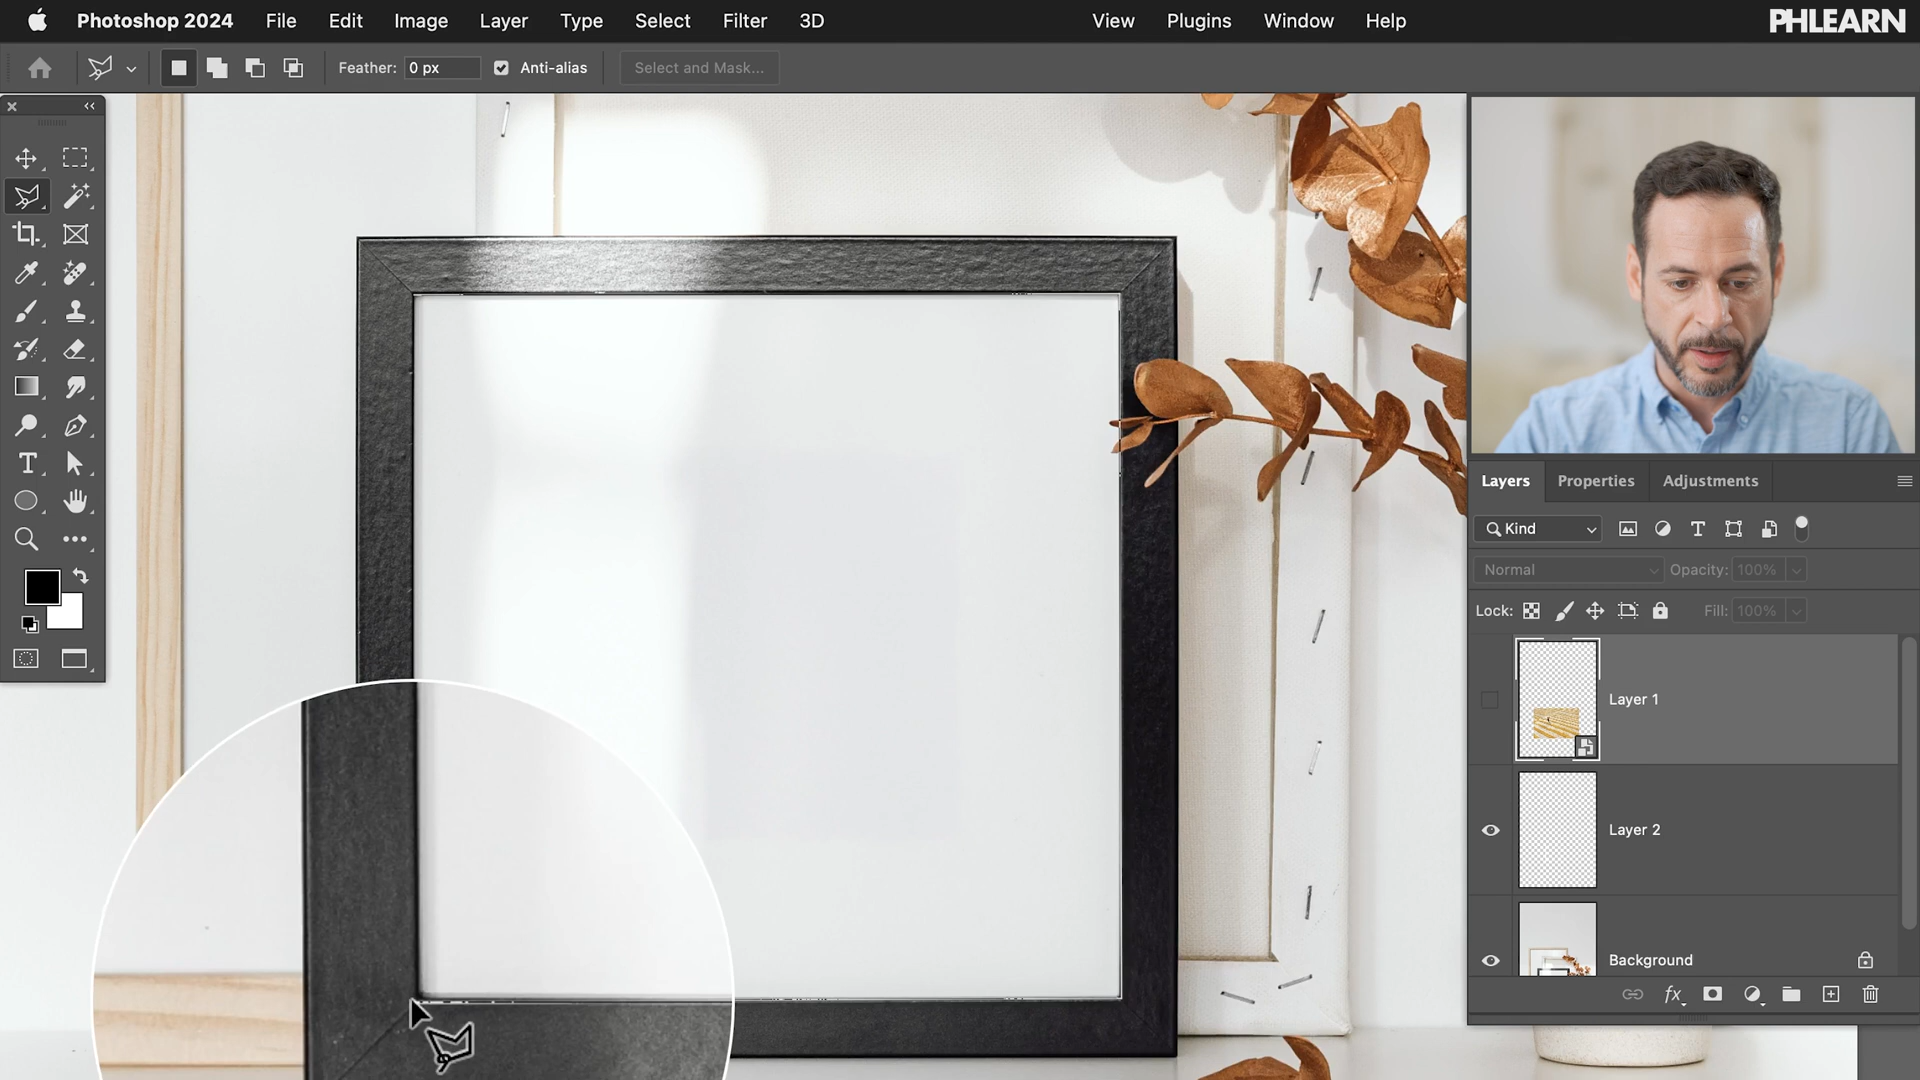 Photoshop 2024 File Edit Image Layer Type Select Filter 3D View Plugins Window Help PHLEARN
Feather: 0 px Anti-alias Select and Mask...
Layers Properties Adjustments
Kind
Normal Opacity: 100%
Lock: Fill: 100%
Layer 1
Layer 2
Background